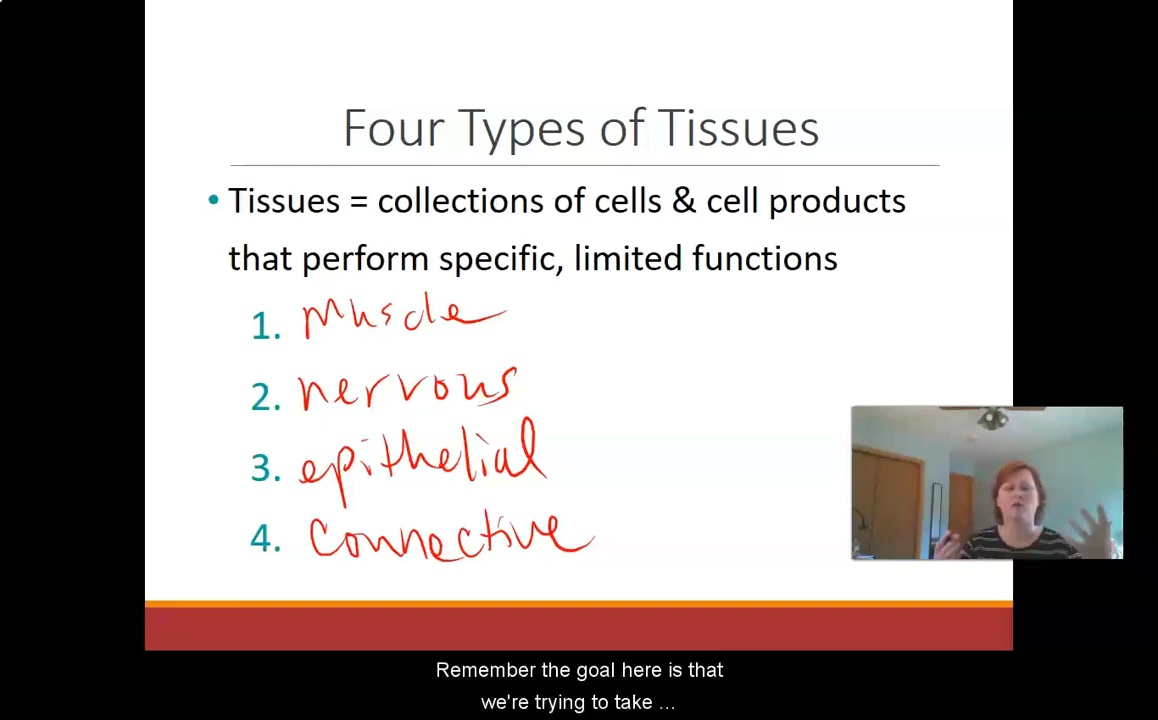 Four Types of Tissues
• Tissues = collections of cells & cell products
that perform specific, limited functions
1. Muscle
2. nervous
3. epithelial
4. Connective
Remember the goal here is that
we're trying to take ...